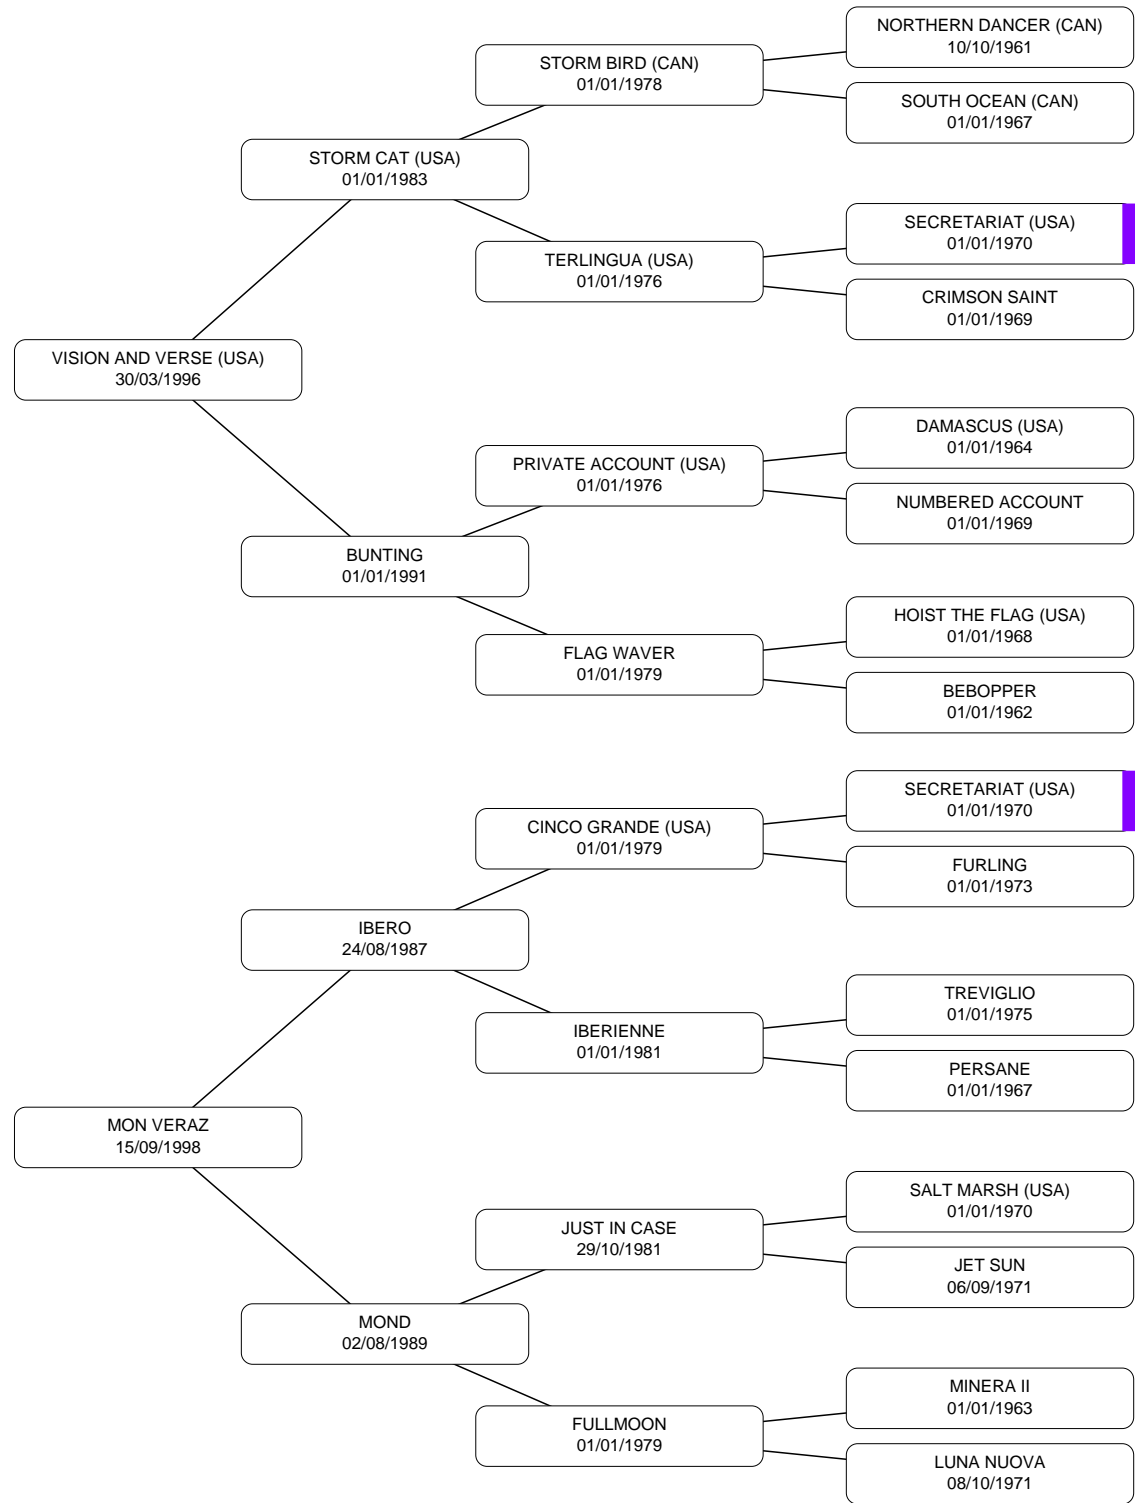 NORTHERN DANCER (CAN)
10/10/1961
STORM BIRD (CAN)
01/01/1978
SOUTH OCEAN (CAN)
01/01/1967
STORM CAT (USA)
01/01/1983
SECRETARIAT (USA)
01/01/1970
TERLINGUA (USA)
01/01/1976
CRIMSON SAINT
01/01/1969
VISION AND VERSE (USA)
30/03/1996
DAMASCUS (USA)
01/01/1964
PRIVATE ACCOUNT (USA)
01/01/1976
NUMBERED ACCOUNT
01/01/1969
BUNTING
01/01/1991
HOIST THE FLAG (USA)
01/01/1968
FLAG WAVER
01/01/1979
BEBOPPER
01/01/1962
SECRETARIAT (USA)
01/01/1970
CINCO GRANDE (USA)
01/01/1979
FURLING
01/01/1973
IBERO
24/08/1987
TREVIGLIO
01/01/1975
IBERIENNE
01/01/1981
PERSANE
01/01/1967
MON VERAZ
15/09/1998
SALT MARSH (USA)
01/01/1970
JUST IN CASE
29/10/1981
JET SUN
06/09/1971
MOND
02/08/1989
MINERA II
01/01/1963
FULLMOON
01/01/1979
LUNA NUOVA
08/10/1971